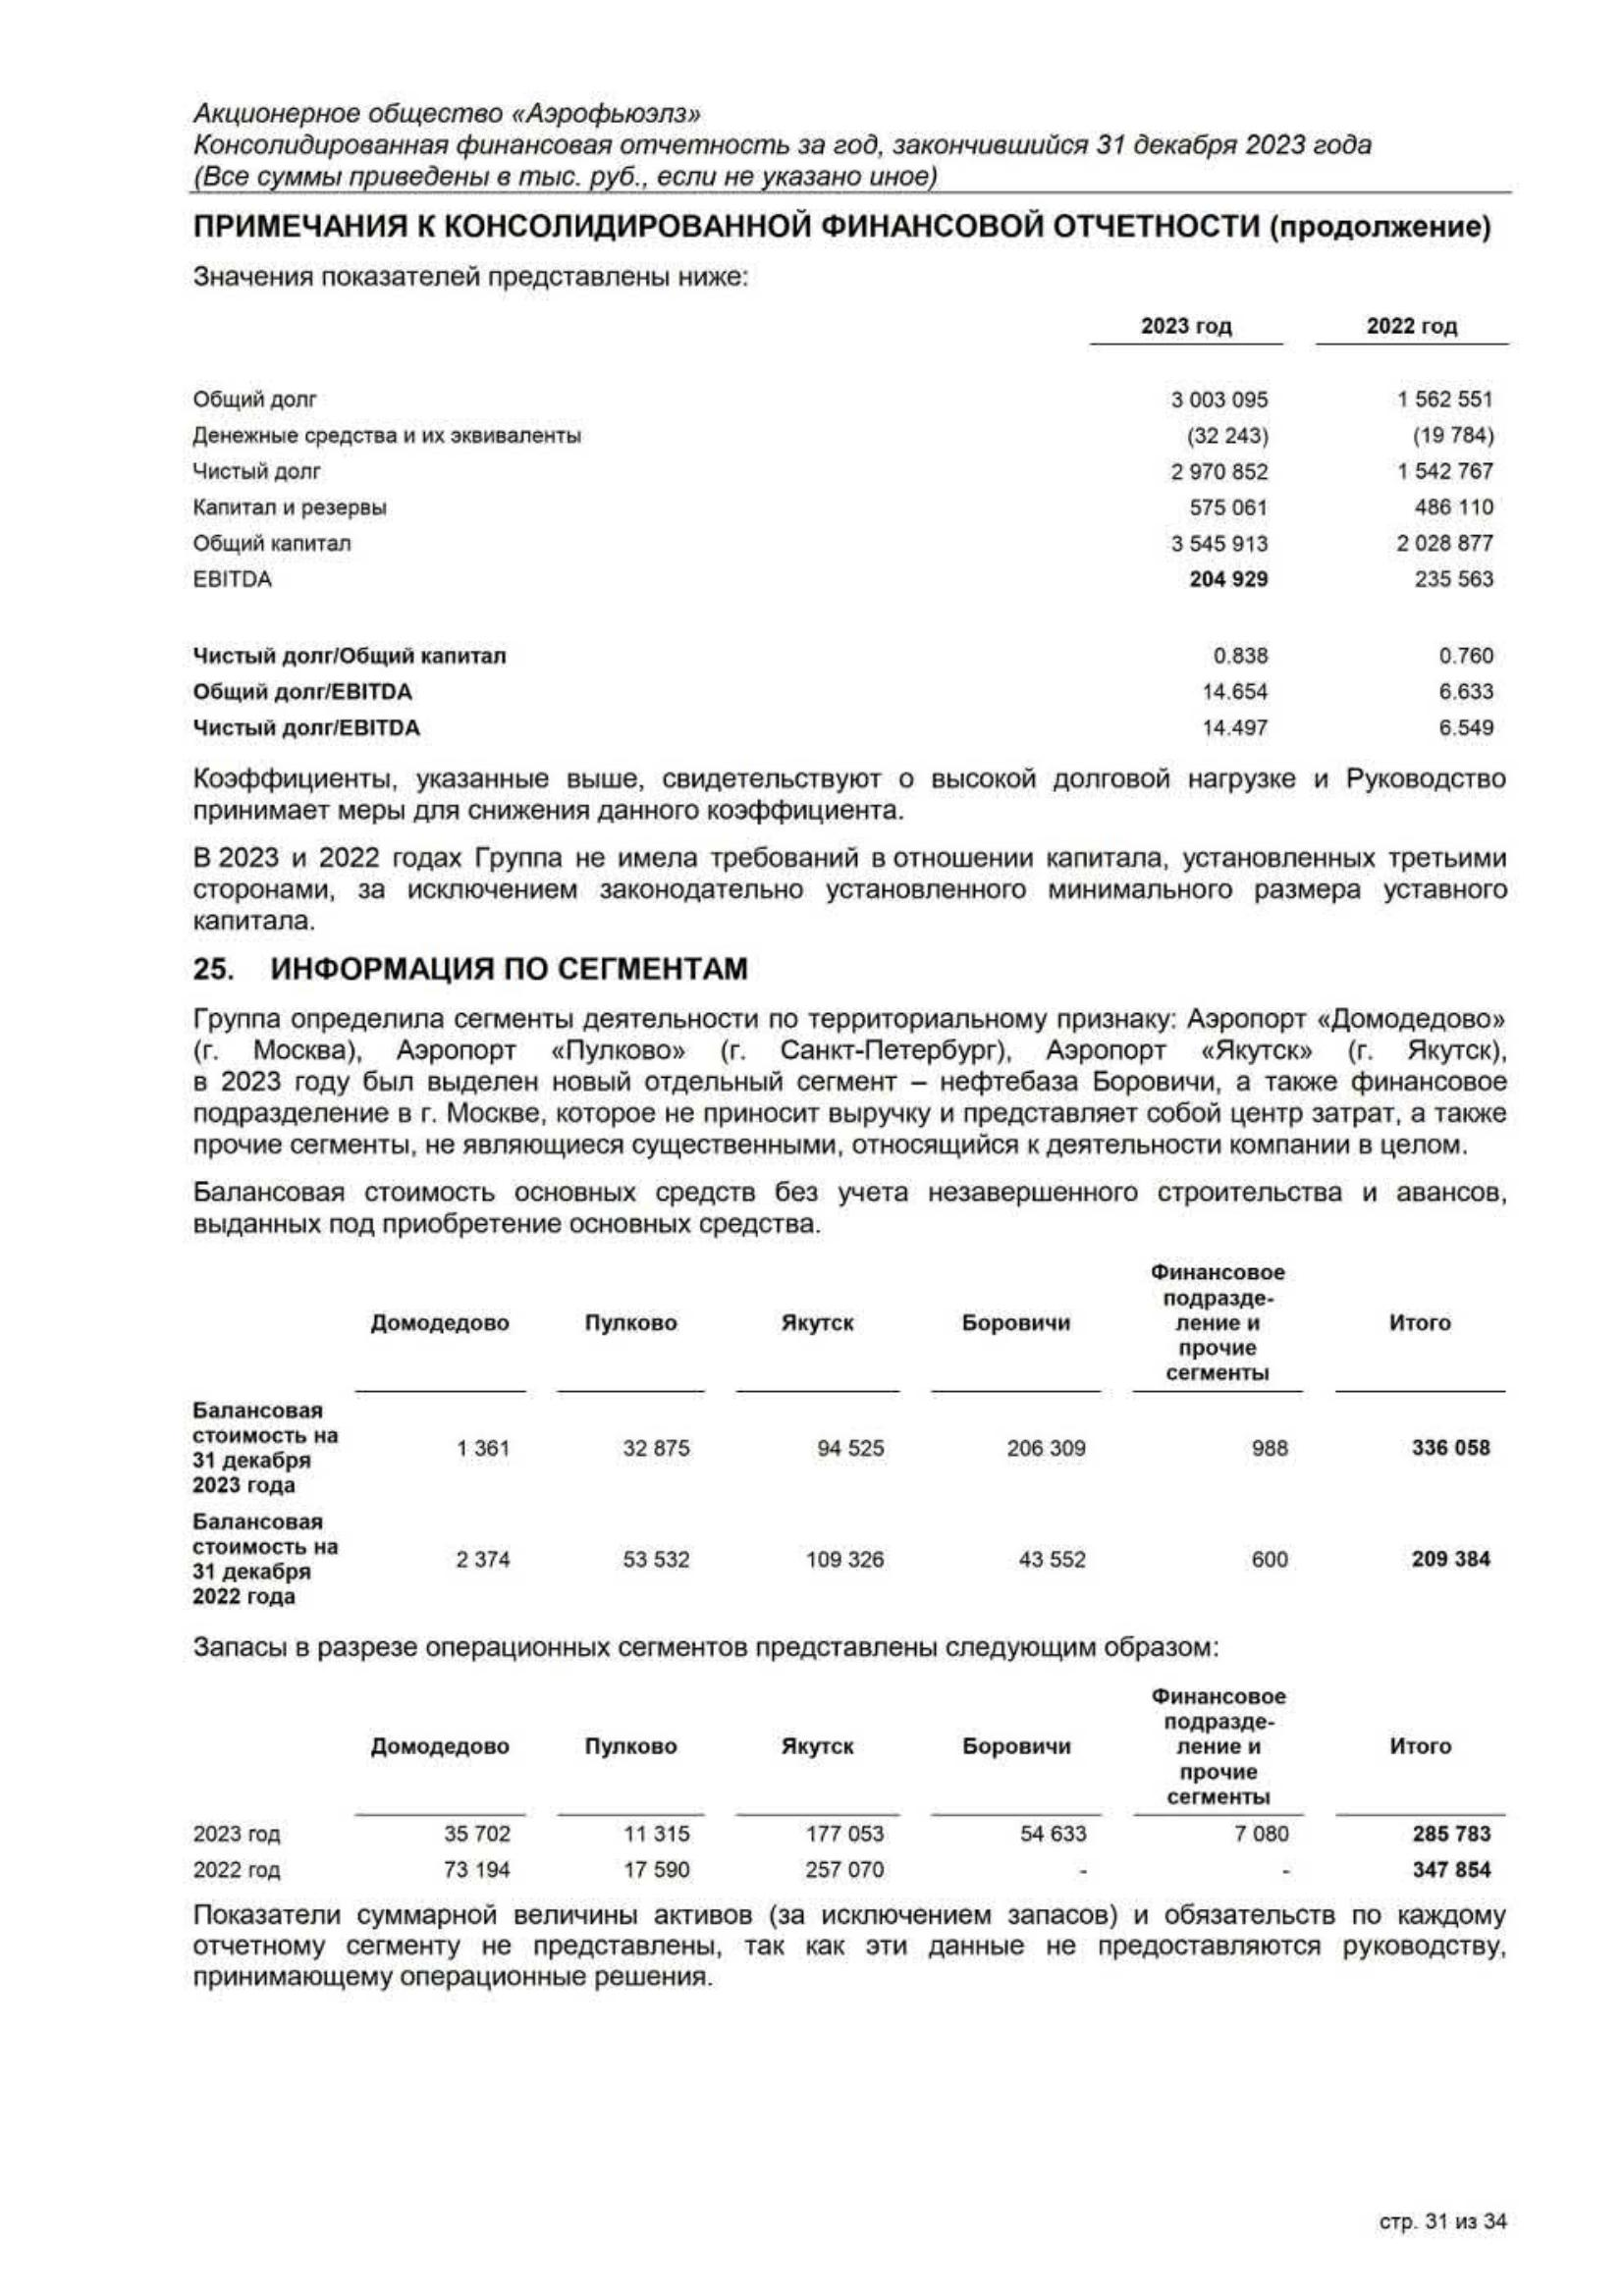 Акционерное общество «Аэрофьюэлз»
Консолидированная финансовая отчетность за год, закончившийся 31 декабря 2023 года
(Все суммы приведены в тыс. руб., если не указано иное)
ПРИМЕЧАНИЯ К КОНСОЛИДИРОВАННОЙ ФИНАНСОВОЙ ОТЧЕТНОСТИ (продолжение)
Значения показателей представлены ниже:
2023 год 2022 год
Общий долг 3 003 095 1 562 551
Денежные средства и их эквиваленты (32 243) (19 784)
Чистый долг 2 970 852 1 542 767
Капитал и резервы 575 061 486 110
Общий капитал 3 545 913 2 028 877
EBITDA 204 929 235 563
Чистый долг/Общий капитал 0.838 0.760
Общий долг/EBITDA 14.654 6.633
Чистый долг/EBITDA 14.497 6.549
Коэффициенты, указанные выше, свидетельствуют о высокой долговой нагрузке и Руководство
принимает меры для снижения данного коэффициента.
В 2023 и 2022 годах Группа не имела требований в отношении капитала, установленных третьими
сторонами, за исключением законодательно установленного минимального размера уставного
капитала.
25. ИНФОРМАЦИЯ ПО СЕГМЕНТАМ
Группа определила сегменты деятельности по территориальному признаку: Аэропорт «Домодедово»
(г. Москва), Аэропорт «Пулково» (г. Санкт-Петербург), Аэропорт «Якутск» (г. Якутск),
в 2023 году был выделен новый отдельный сегмент – нефтебаза Боровичи, а также финансовое
подразделение в г. Москве, которое не приносит выручку и представляет собой центр затрат, а также
прочие сегменты, не являющиеся существенными, относящийся к деятельности компании в целом.
Балансовая стоимость основных средств без учета незавершенного строительства и авансов,
выданных под приобретение основных средства.
Финансовое
подразде-
Домодедово Пулково Якутск Боровичи ление и Итого
прочие
сегменты
Балансовая
стоимость на
31 декабря
2023 года
1 361 32 875 94 525 206 309 988 336 058
Балансовая
стоимость на
31 декабря
2022 года
2 374 53 532 109 326 43 552 600 209 384
Запасы в разрезе операционных сегментов представлены следующим образом:
Финансовое
подразде-
Домодедово Пулково Якутск Боровичи ление и Итого
прочие
сегменты
2023 год 35 702 11 315 177 053 54 633 7 080 285 783
2022 год 73 194 17 590 257 070 - - 347 854
Показатели суммарной величины активов (за исключением запасов) и обязательств по каждому
отчетному сегменту не представлены, так как эти данные не предоставляются руководству,
принимающему операционные решения.
стр. 31 из 34